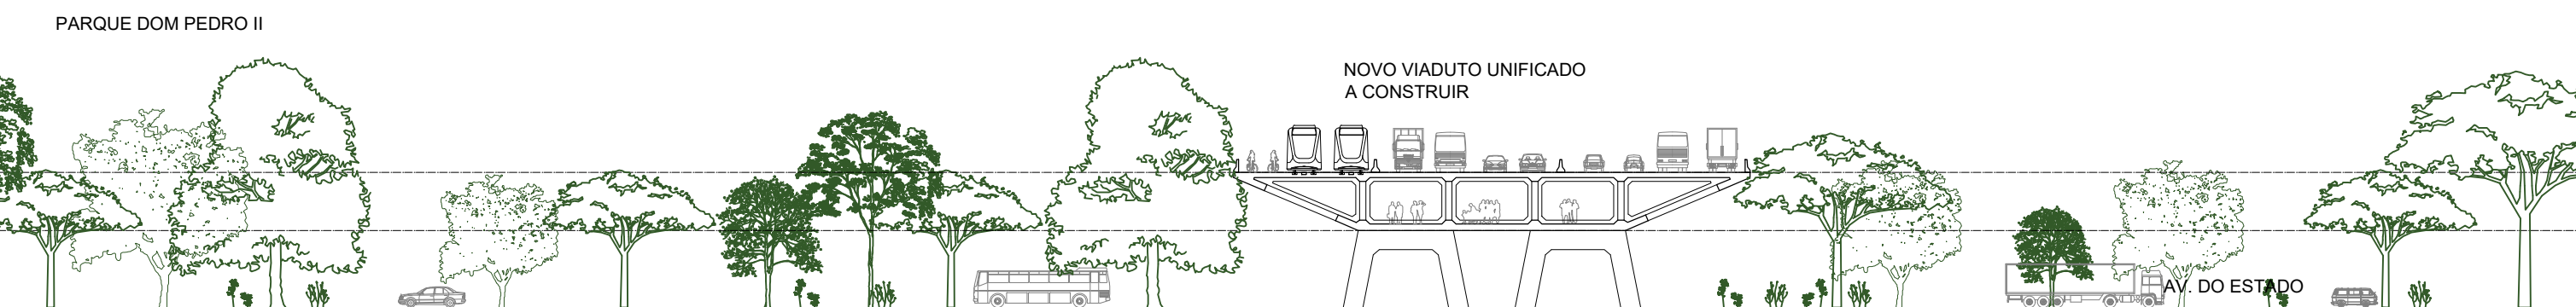 PARQUE DOM PEDRO II
NOVO VIADUTO UNIFICADO
A CONSTRUIR
AV. DO ESTADO